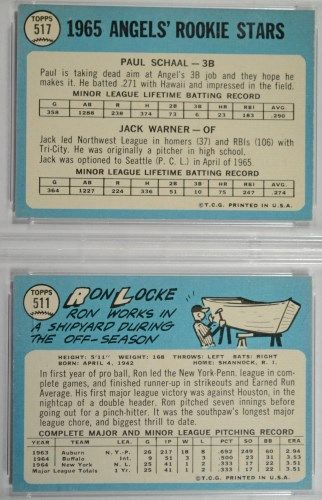 TOPPS
517
1965 ANGELS' ROOKIE STARS
PAUL SCHAAL — 3B
Paul is taking dead aim at Angel's 3B job and they hope he makes it. He batted .271 with Hawaii and impressed in the field.
MINOR LEAGUE LIFETIME BATTING RECORD
G AB R H 2B 3B HR RBI AVG.
358 1288 238 374 73 6 23 183 .290
JACK WARNER — OF
Jack led Northwest League in homers (37) and RBIs (106) with
Tri-City. He was originally a pitcher in high school.
Jack was optioned to Seattle (P. C. L.) in April of 1965.
MINOR LEAGUE LIFETIME BATTING RECORD
G AB R H 2B 3B HR RBI AVG.
364 1227 224 336 51 10 75 247 .274
© T.C.G. PRINTED IN U.S.A.
TOPPS
511
RON LOCKE
RON WORKS IN
A SHIPYARD DURING
THE OFF-SEASON
HEIGHT: 5'11" WEIGHT: 168 THROWS: LEFT BATS: RIGHT
BORN: APRIL 4, 1942 HOME: SHANNOCK, R. I.
In first year of pro ball, Ron led the New York-Penn. league in complete games, and finished runner-up in strikeouts and Earned Run
Average. His first major league victory was against Houston, in the
nightcap of a double header. Ron pitched seven innings before
going out for a pinch-hitter. It was the southpaw's longest major
league chore, and biggest thrill to date.
COMPLETE MAJOR AND MINOR LEAGUE PITCHING RECORD
YEAR TEAM LEA. G IP W L PCT SO BB ERA
1963 Auburn N.Y.-P. 26 217 18 8 .692 249 60 2.94
1964 Buffalo Int. 9 51 3 3 .500 23 31 3.53
1964 New York N.L. 25 41 1 2 .333 17 22 3.51
Major League Totals 1 Yr. 25 41 1 2 .333 17 22 3.51
© T.C.G. PRINTED IN U.S.A.